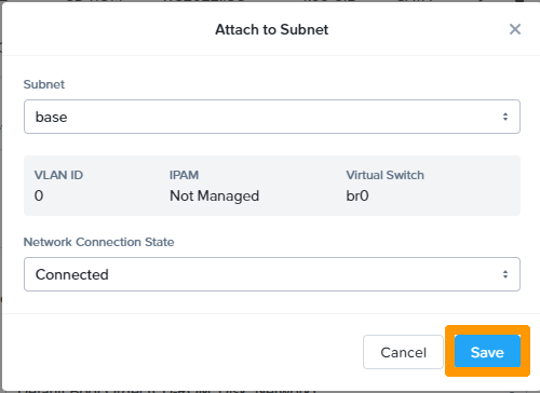 Attach to Subnet
Subnet
base
VLAN ID IPAM Virtual Switch
0 Not Managed br0
Network Connection State
Connected
Cancel Save